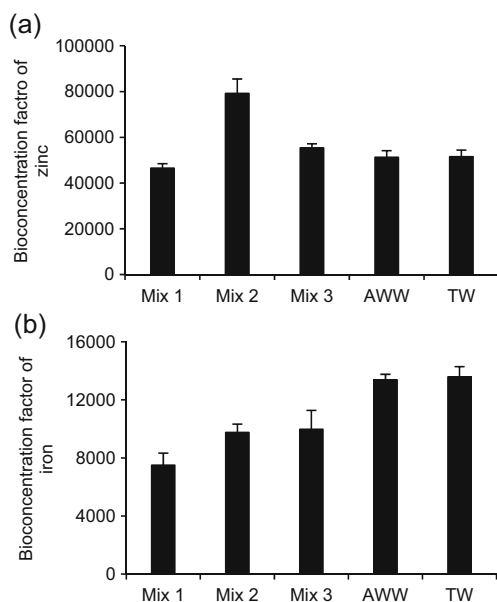 (a)
Bioconcentration factro of
zinc
100000
80000
60000
40000
20000
0
Mix 1 Mix 2 Mix 3 AWW TW
(b)
Bioconcentration factor of
iron
16000
12000
8000
4000
0
Mix 1 Mix 2 Mix 3 AWW TW